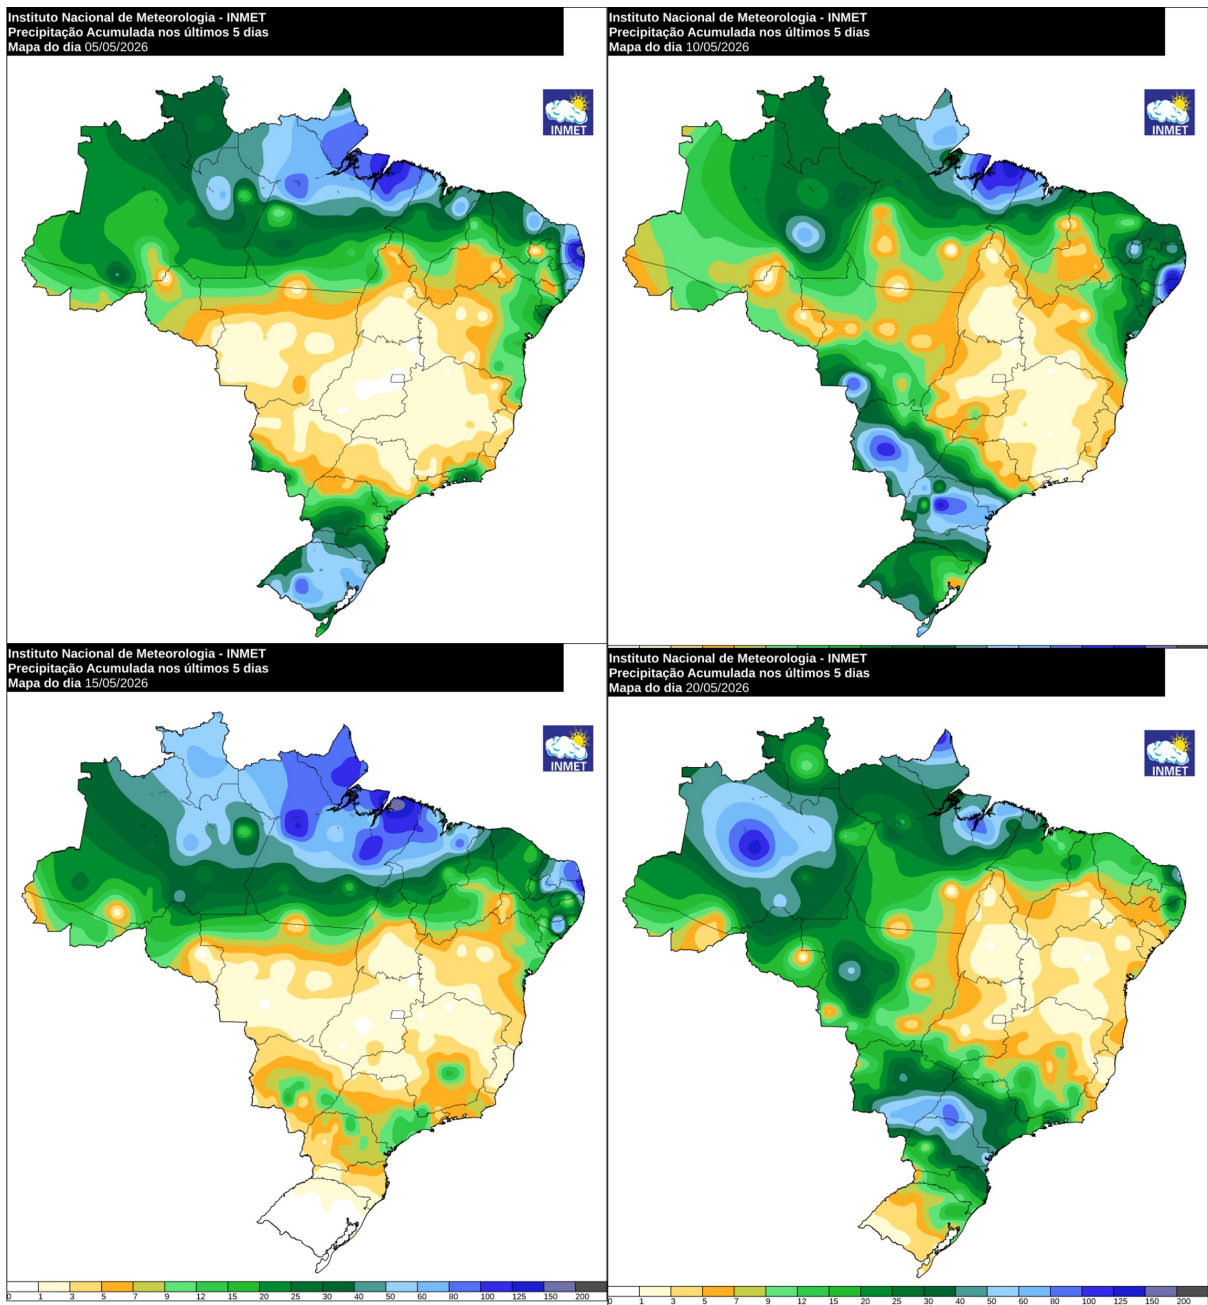 Instituto Nacional de Meteorologia - INMET
Precipitação Acumulada nos últimos 5 dias
Mapa do dia 05/05/2026
INMET
Instituto Nacional de Meteorologia - INMET
Precipitação Acumulada nos últimos 5 dias
Mapa do dia 10/05/2026
INMET
Instituto Nacional de Meteorologia - INMET
Precipitação Acumulada nos últimos 5 dias
Mapa do dia 15/05/2026
INMET
Instituto Nacional de Meteorologia - INMET
Precipitação Acumulada nos últimos 5 dias
Mapa do dia 20/05/2026
INMET
0 1 3 5 7 9 12 15 20 25 30 40 50 60 80 100 125 150 200
0 1 3 5 7 9 12 15 20 25 30 40 50 60 80 100 125 150 200